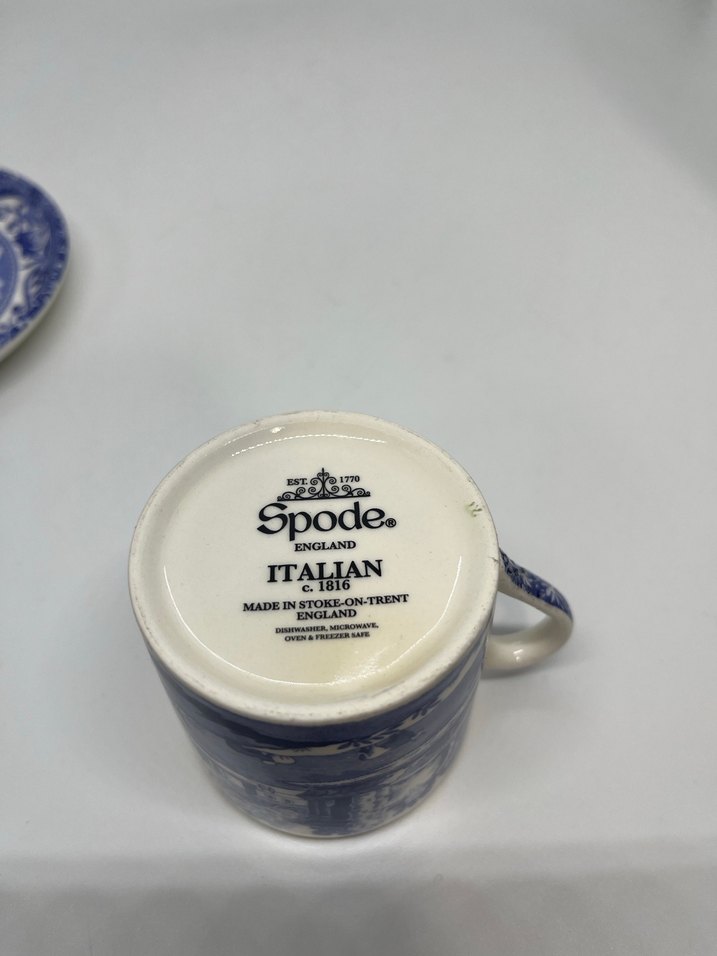 EST. 1770
Spode®
ENGLAND
ITALIAN
c. 1816
MADE IN STOKE-ON-TRENT
ENGLAND
DISHWASHER, MICROWAVE,
OVEN & FREEZER SAFE